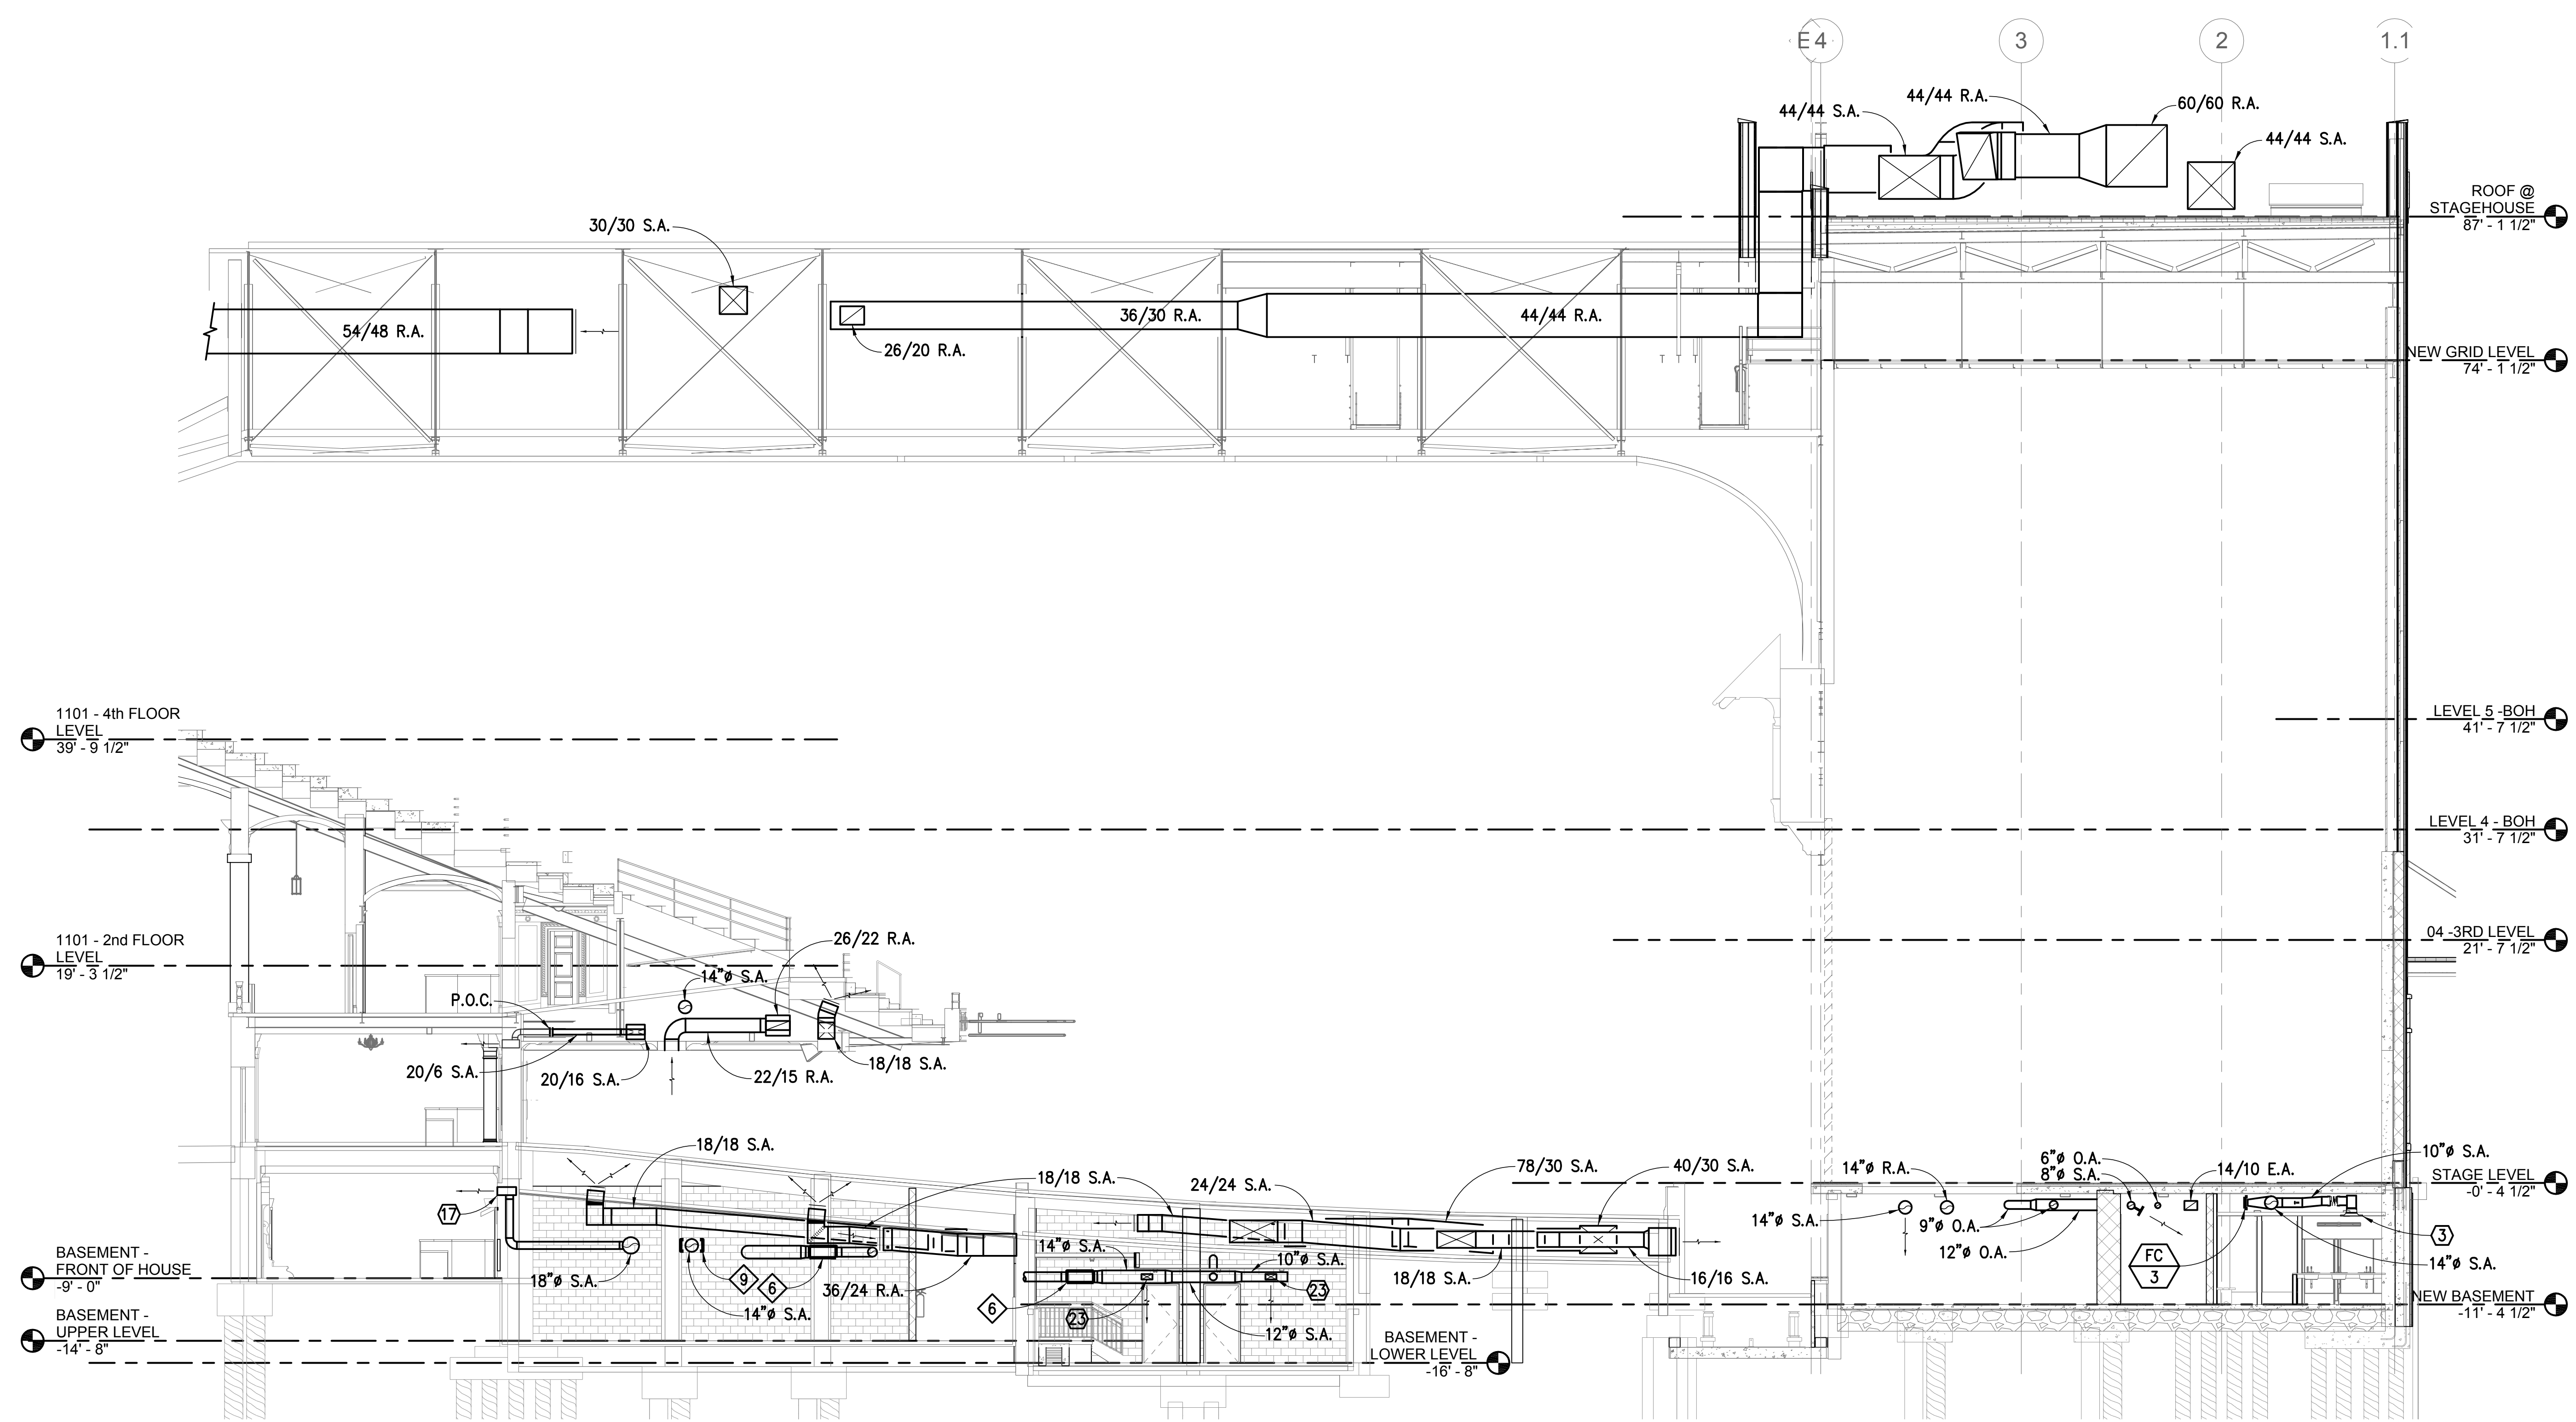 E 4
3
2
1.1
44/44 S.A.
44/44 R.A.
60/60 R.A.
44/44 S.A.
ROOF @
STAGEHOUSE
87' - 1 1/2"
30/30 S.A.
54/48 R.A.
26/20 R.A.
36/30 R.A.
44/44 R.A.
NEW GRID LEVEL
74' - 1 1/2"
1101 - 4th FLOOR
LEVEL
39' - 9 1/2"
LEVEL 5 -BOH
41' - 7 1/2"
LEVEL 4 - BOH
31' - 7 1/2"
1101 - 2nd FLOOR
LEVEL
19' - 3 1/2"
04 -3RD LEVEL
21' - 7 1/2"
26/22 R.A.
14"ø S.A.
P.O.C.
20/6 S.A.
20/16 S.A.
22/15 R.A.
18/18 S.A.
18/18 S.A.
18/18 S.A.
24/24 S.A.
78/30 S.A.
40/30 S.A.
14"ø R.A.
6"ø O.A.
8"ø S.A.
14/10 E.A.
10"ø S.A.
STAGE LEVEL
-0' - 4 1/2"
17
14"ø S.A.
9"ø O.A.
12"ø O.A.
3
FC
3
14"ø S.A.
14"ø S.A.
10"ø S.A.
18"ø S.A.
9
6
36/24 R.A.
14"ø S.A.
6
23
23
12"ø S.A.
18/18 S.A.
16/16 S.A.
BASEMENT -
FRONT OF HOUSE
-9' - 0"
BASEMENT -
UPPER LEVEL
-14' - 8"
BASEMENT -
LOWER LEVEL
-16' - 8"
NEW BASEMENT
-11' - 4 1/2"